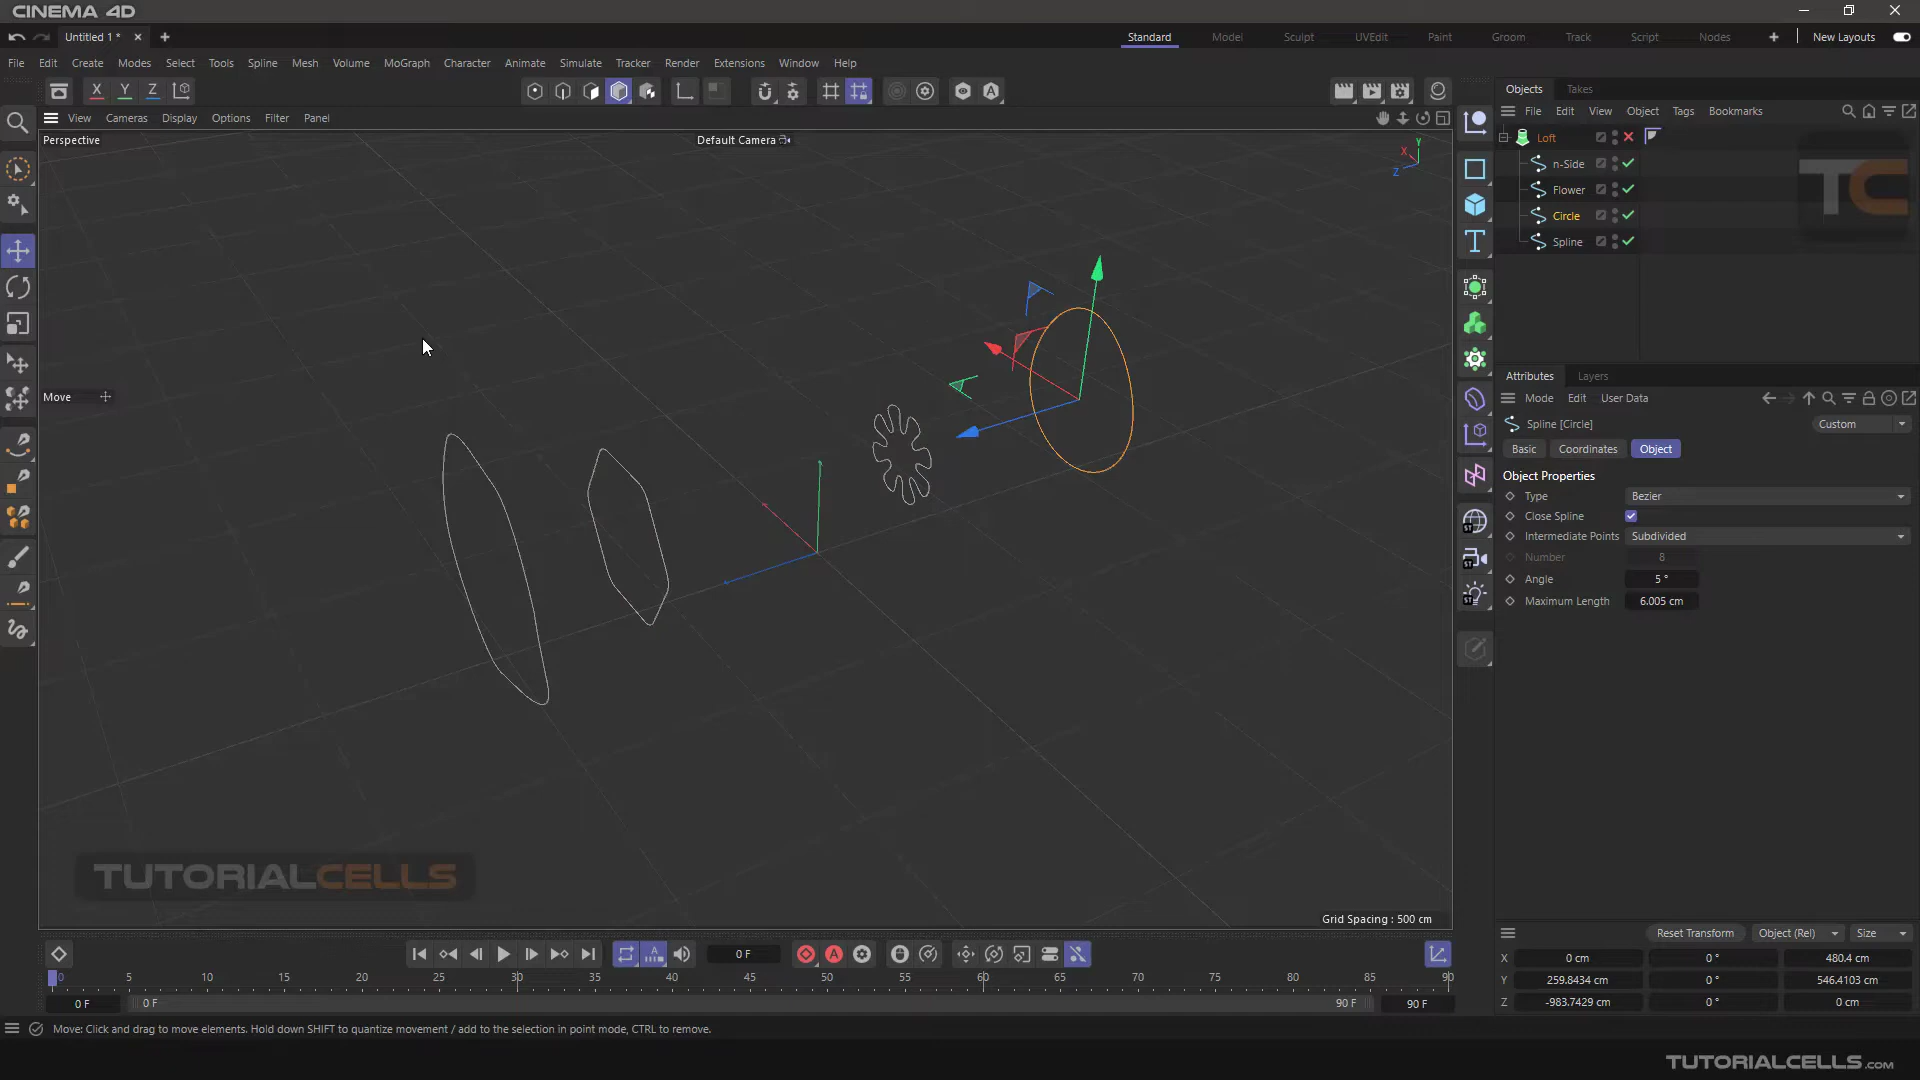 CINEMA 4D
Untitled 1 *
Standard
Model
Sculpt
UVEdit
Paint
Groom
Track
Script
Nodes
New Layouts
File Edit Create Modes Select Tools Spline Mesh Volume MoGraph Character Animate Simulate Tracker Render Extensions Window Help
X Y Z
View Cameras Display Options Filter Panel
Perspective
Default Camera
Y
X
Z
Move
Grid Spacing : 500 cm
TUTORIALCELLS
Objects Takes
File Edit View Object Tags Bookmarks
Loft
n-Side
Flower
Circle
Spline
TC
Attributes Layers
Mode Edit User Data
Spline [Circle]
Custom
Basic Coordinates Object
Object Properties
Type Bezier
Close Spline
Intermediate Points Subdivided
Number 8
Angle 5 °
Maximum Length 6.005 cm
Reset Transform Object (Rel) Size
X 0 cm 0 ° 480.4 cm
Y 259.8434 cm 0 ° 546.4103 cm
Z -983.7429 cm 0 ° 0 cm
0 F
0 5 10 15 20 25 30 35 40 45 50 55 60 65 70 75 80 85 90
0 F 0 F 90 F 90 F
Move: Click and drag to move elements. Hold down SHIFT to quantize movement / add to the selection in point mode, CTRL to remove.
TUTORIALCELLS.COM